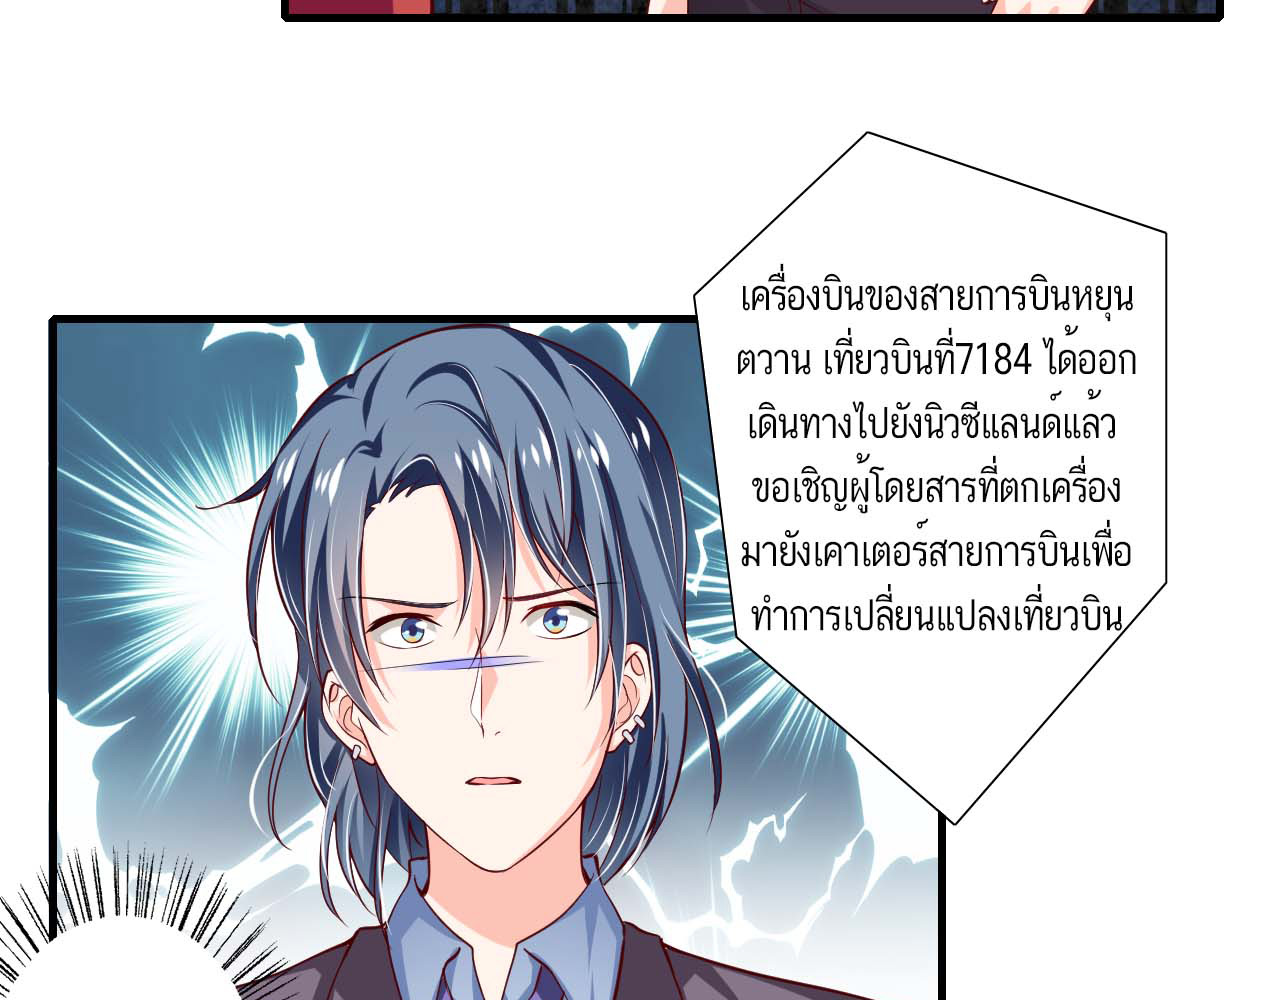 เครื่องบินของสายการบินหยุน
ตวาน เที่ยวบินที่7184 ได้ออก
เดินทางไปยังนิวซีแลนด์แล้ว
ขอเชิญผู้โดยสารที่ตกเครื่อง
มายังเคาเตอร์สายการบินเพื่อ
ทำการเปลี่ยนแปลงเที่ยวบิน